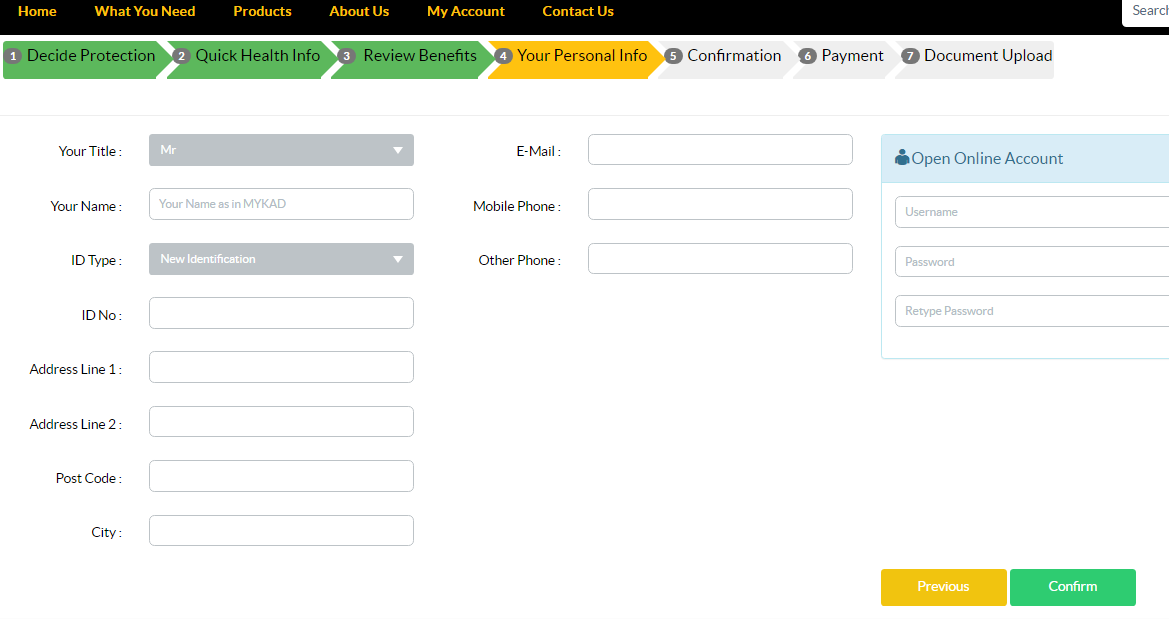 Home What You Need Products About Us My Account Contact Us Search
1 Decide Protection 2 Quick Health Info 3 Review Benefits 4 Your Personal Info 5 Confirmation 6 Payment 7 Document Upload
Your Title : Mr
Your Name : Your Name as in MYKAD
ID Type : New Identification
ID No :
Address Line 1 :
Address Line 2 :
Post Code :
City :
E-Mail :
Mobile Phone :
Other Phone :
Open Online Account
Username
Password
Retype Password
Previous Confirm